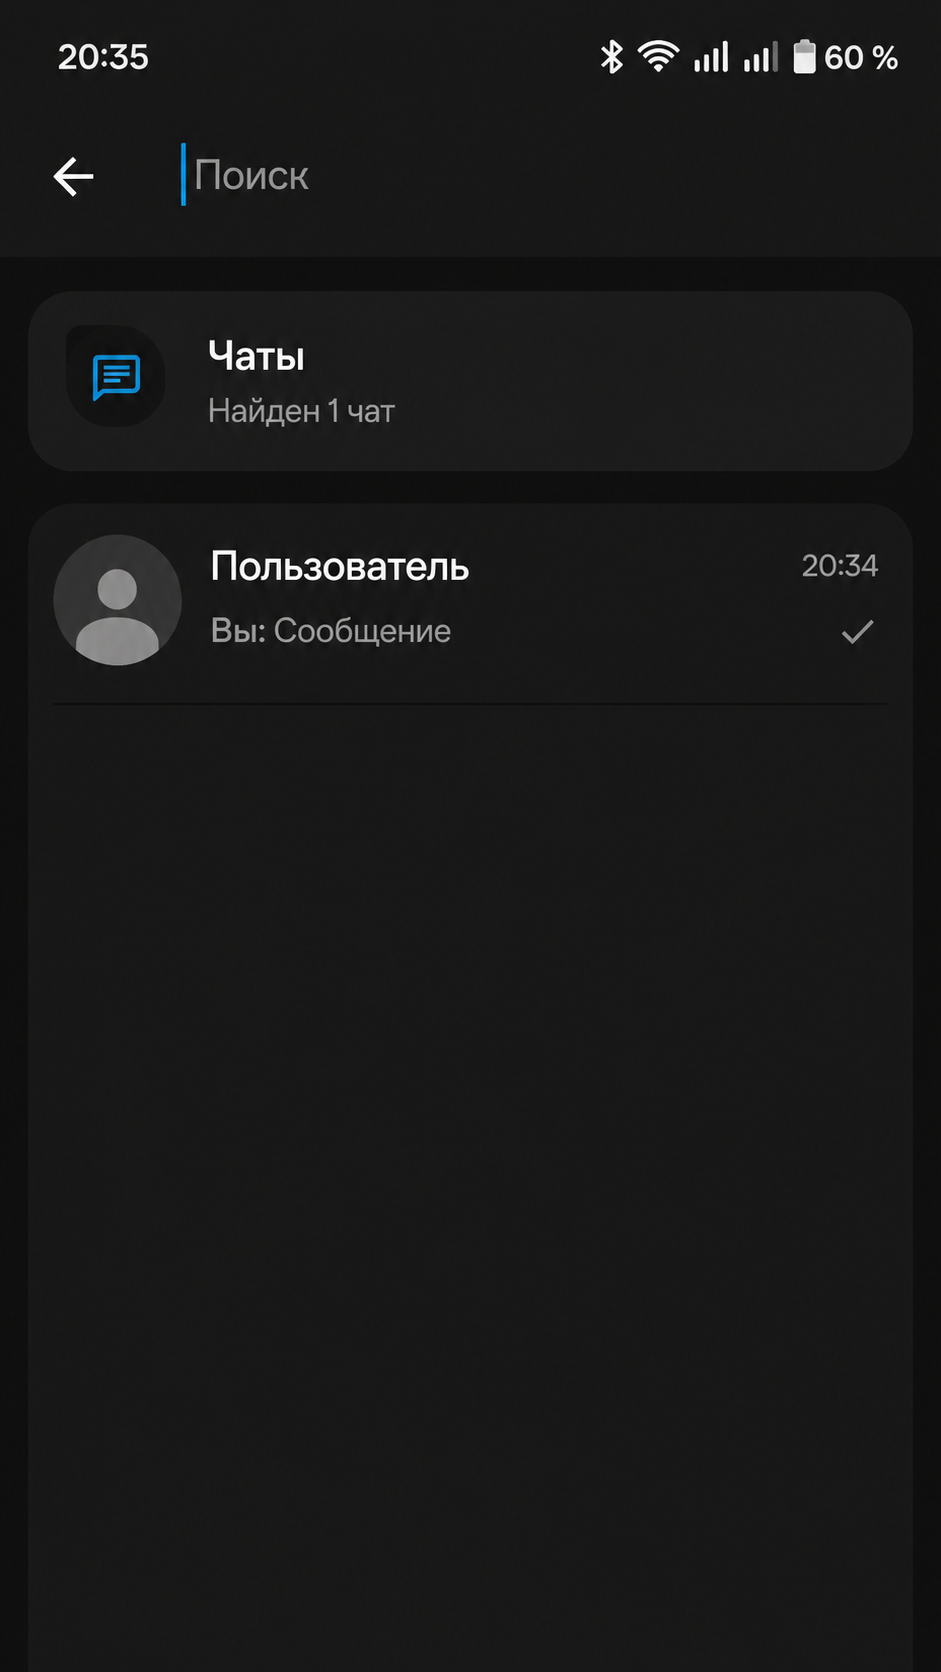 20:35 60 %
Поиск
Чаты
Найден 1 чат
Пользователь 20:34
Вы: Сообщение